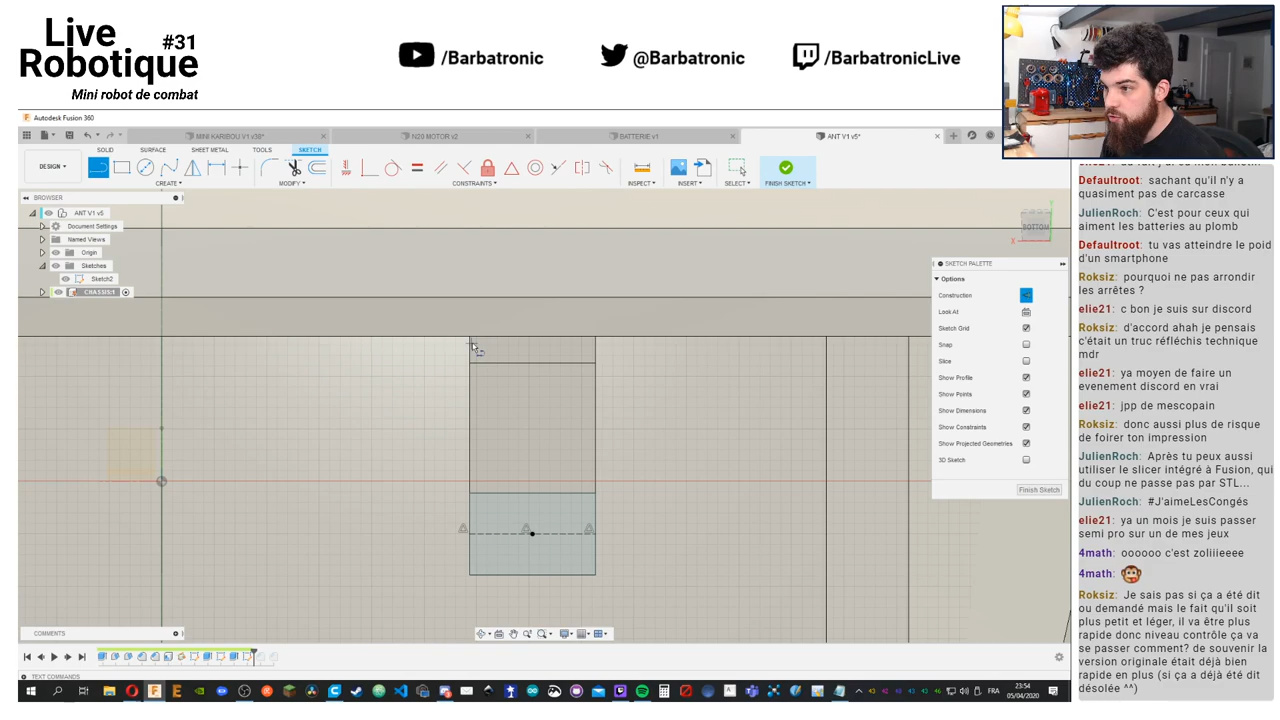 Live
Robotique #31
Mini robot de combat
/Barbatronic
@Barbatronic
/BarbatronicLive
Autodesk Fusion 360
MINI KARIBOU V1 v38*
N20 MOTOR v2
BATTERIE v1
ANT V1 v5*
SOLID SURFACE SHEET METAL TOOLS SKETCH
DESIGN
CREATE MODIFY CONSTRAINTS INSPECT INSERT SELECT FINISH SKETCH
BROWSER
ANT V1 v5
Document Settings
Named Views
Origin
Sketches
Sketch2
CHASSIS:1
BOTTOM
X
SKETCH PALETTE
Options
Construction
Look At
Sketch Grid
Snap
Slice
Show Profile
Show Points
Show Dimensions
Show Constraints
Show Projected Geometries
3D Sketch
Finish Sketch
COMMENTS
TEXT COMMANDS
FRA
23:54
05/04/2020
Defaultroot: sachant qu'il n'y a
quasiment pas de carcasse
JulienRoch: C'est pour ceux qui
aiment les batteries au plomb
Defaultroot: tu vas atteindre le poid
d'un smartphone
Roksiz: pourquoi ne pas arrondir
les arrêtes ?
elie21: c bon je suis sur discord
Roksiz: d'accord ahah je pensais
c'était un truc réfléchis technique
mdr
elie21: ya moyen de faire un
evenement discord en vrai
elie21: jpp de mescopain
Roksiz: donc aussi plus de risque
de foirer ton impression
JulienRoch: Après tu peux aussi
utiliser le slicer intégré à Fusion, qui
du coup ne passe pas par STL...
JulienRoch: #J'aimeLesCongés
elie21: ya un mois je suis passer
semi pro sur un de mes jeux
4math: oooooo c'est zoliiieeee
4math:
Roksiz: Je sais pas si ça a été dit
ou demandé mais le fait qu'il soit
plus petit et léger, il va être plus
rapide donc niveau contrôle ça va
se passer comment? de souvenir la
version originale était déjà bien
rapide en plus (si ça a déjà été dit
désolée ^^)